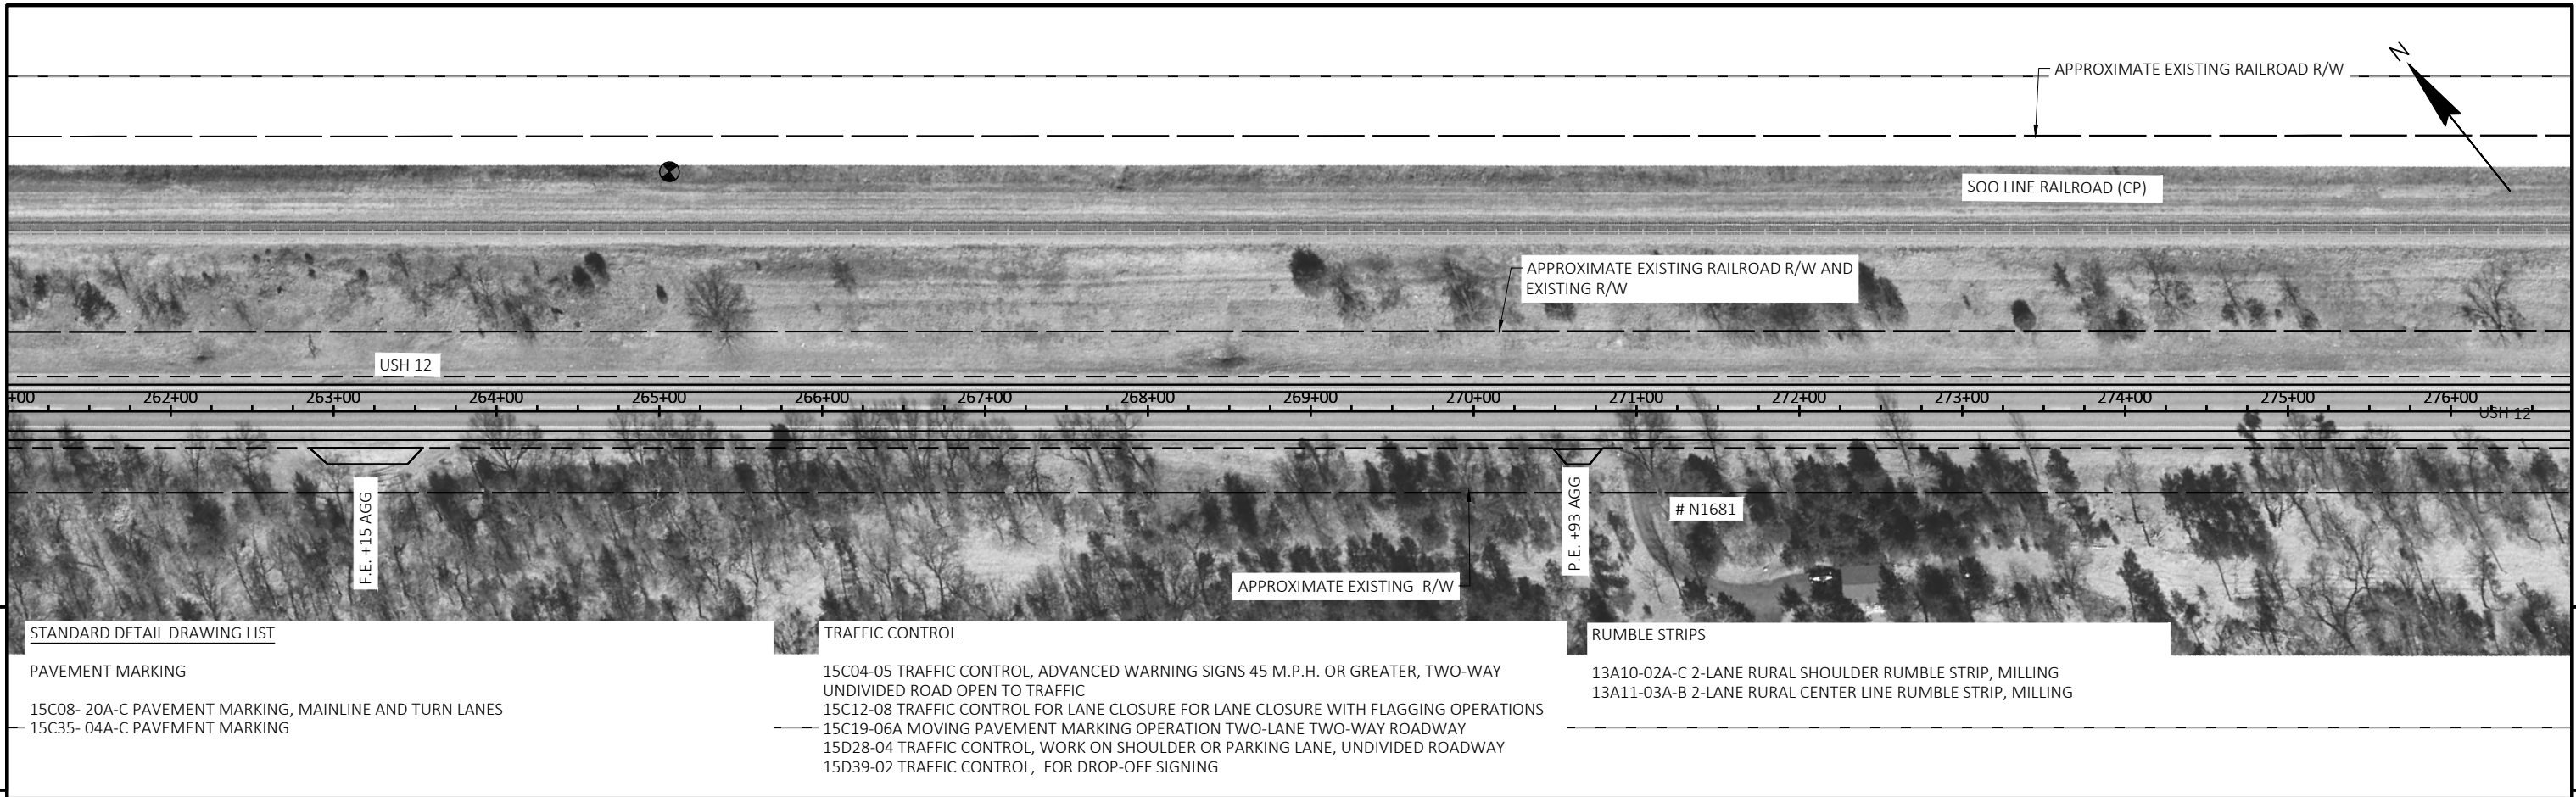 APPROXIMATE EXISTING RAILROAD R/W
N
SOO LINE RAILROAD (CP)
APPROXIMATE EXISTING RAILROAD R/W AND
EXISTING R/W
USH 12
+00 262+00 263+00 264+00 265+00 266+00 267+00 268+00 269+00 270+00 271+00 272+00 273+00 274+00 275+00 276+00
USH 12
F.E. +15 AGG
P.E. +93 AGG
# N1681
APPROXIMATE EXISTING R/W
STANDARD DETAIL DRAWING LIST
PAVEMENT MARKING
15C08- 20A-C PAVEMENT MARKING, MAINLINE AND TURN LANES
15C35- 04A-C PAVEMENT MARKING
TRAFFIC CONTROL
15C04-05 TRAFFIC CONTROL, ADVANCED WARNING SIGNS 45 M.P.H. OR GREATER, TWO-WAY
UNDIVIDED ROAD OPEN TO TRAFFIC
15C12-08 TRAFFIC CONTROL FOR LANE CLOSURE FOR LANE CLOSURE WITH FLAGGING OPERATIONS
15C19-06A MOVING PAVEMENT MARKING OPERATION TWO-LANE TWO-WAY ROADWAY
15D28-04 TRAFFIC CONTROL, WORK ON SHOULDER OR PARKING LANE, UNDIVIDED ROADWAY
15D39-02 TRAFFIC CONTROL, FOR DROP-OFF SIGNING
RUMBLE STRIPS
13A10-02A-C 2-LANE RURAL SHOULDER RUMBLE STRIP, MILLING
13A11-03A-B 2-LANE RURAL CENTER LINE RUMBLE STRIP, MILLING